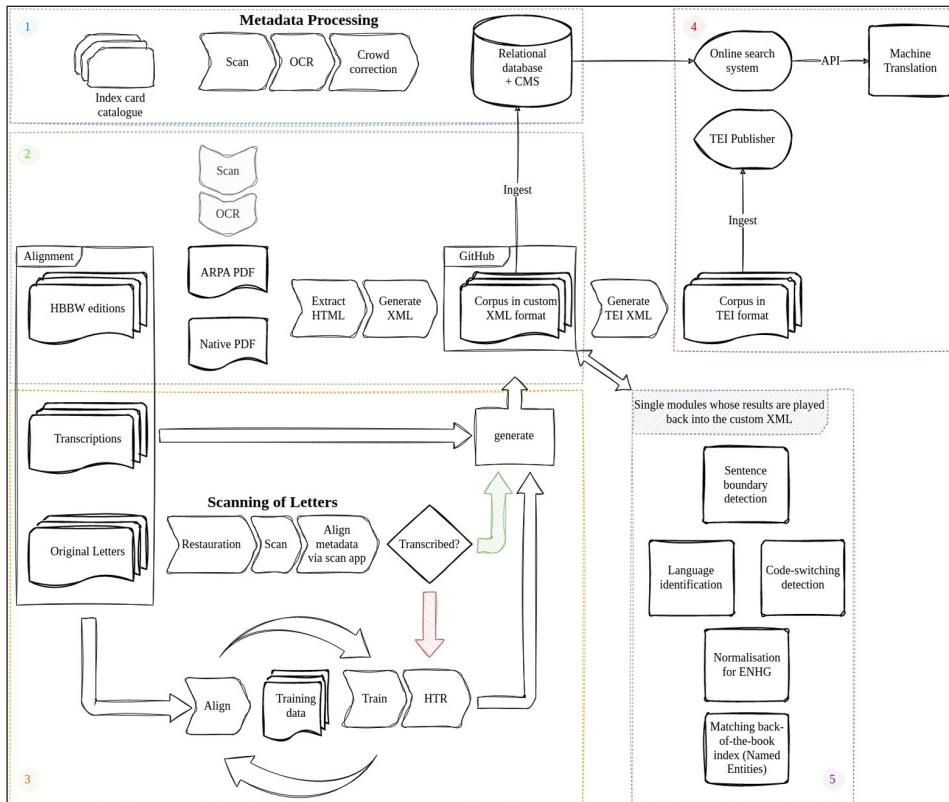 1
Metadata Processing
Index card
catalogue
Scan
OCR
Crowd
correction
Relational
database
+ CMS
4
Online search
system
API
Machine
Translation
TEI Publisher
Ingest
2
Scan
OCR
Ingest
Alignment
HBBW editions
ARPA PDF
Native PDF
Extract
HTML
Generate
XML
GitHub
Corpus in custom
XML format
Generate
TEI XML
Corpus in
TEI format
Transcriptions
generate
Scanning of Letters
Original Letters
Restauration
Scan
Align
metadata
via scan app
Transcribed?
Align
Training
data
Train
HTR
3
Single modules whose results are played
back into the custom XML
Sentence
boundary
detection
Language
identification
Code-switching
detection
Normalisation
for ENHG
Matching back-
of-the-book
index (Named
Entities)
5